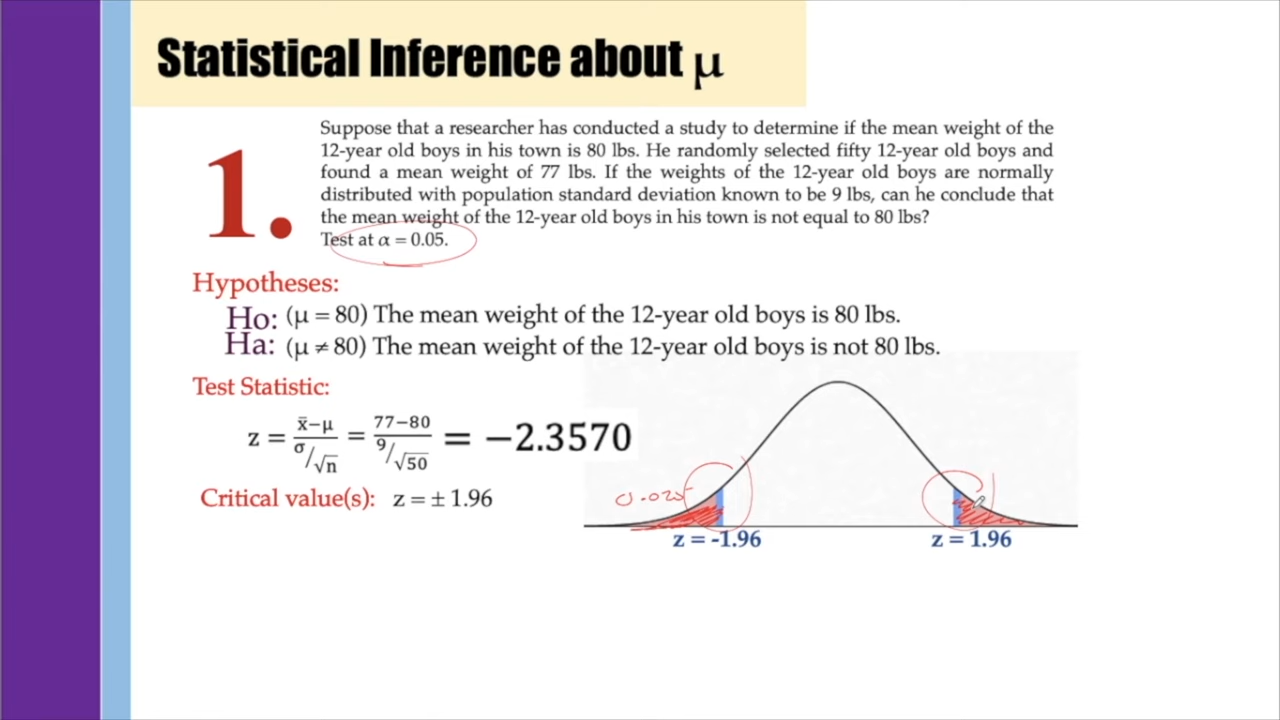 Statistical Inference about μ
1.
Suppose that a researcher has conducted a study to determine if the mean weight of the
12-year old boys in his town is 80 lbs. He randomly selected fifty 12-year old boys and
found a mean weight of 77 lbs. If the weights of the 12-year old boys are normally
distributed with population standard deviation known to be 9 lbs, can he conclude that
the mean weight of the 12-year old boys in his town is not equal to 80 lbs?
Test at α = 0.05.
Hypotheses:
Ho: (μ = 80) The mean weight of the 12-year old boys is 80 lbs.
Ha: (μ ≠ 80) The mean weight of the 12-year old boys is not 80 lbs.
Test Statistic:
z = x̄−μ / σ/√n = 77−80 / 9/√50 = −2.3570
Critical value(s): z = ± 1.96
0.025
z = -1.96
z = 1.96